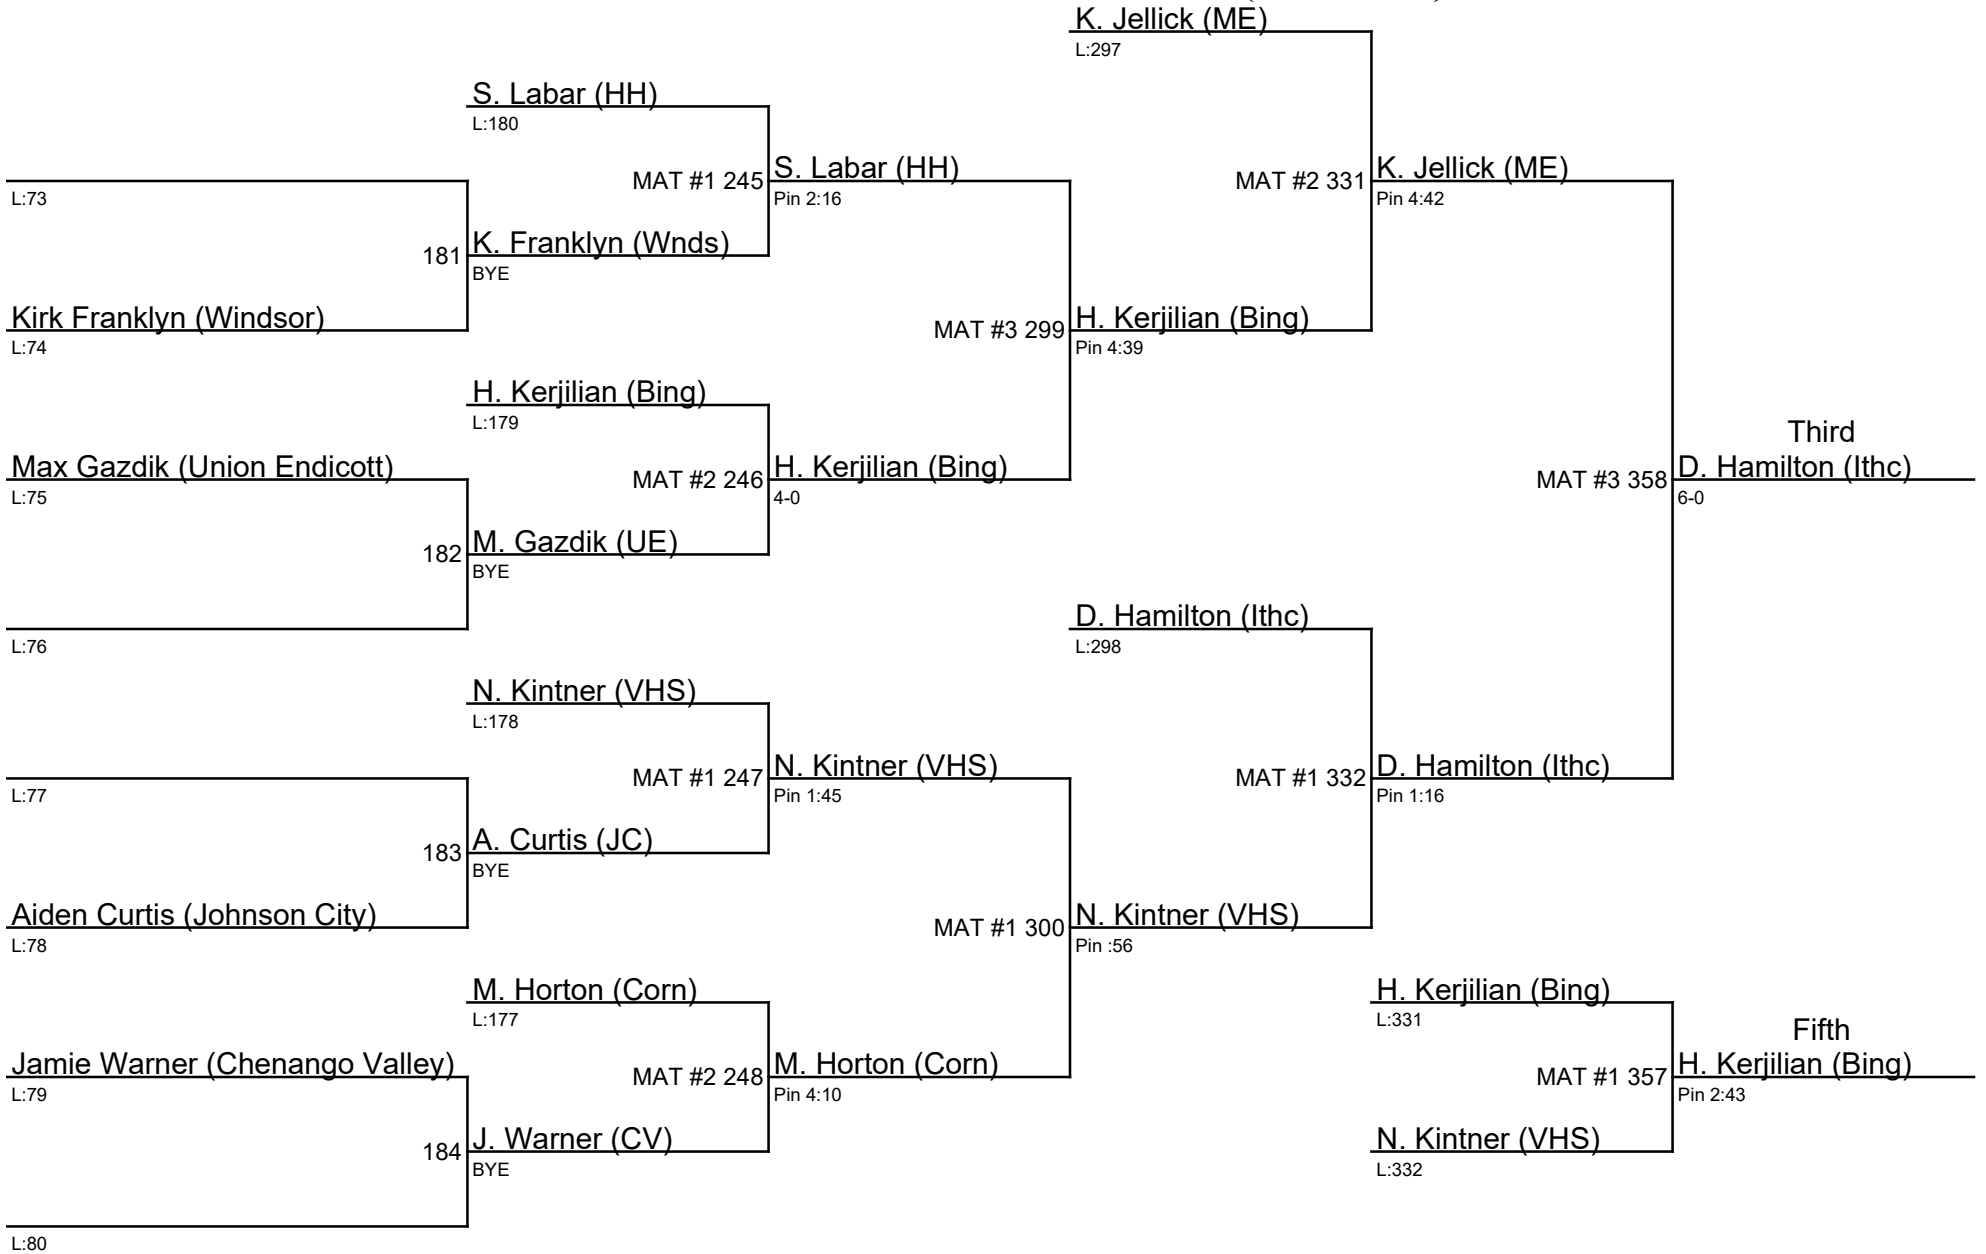 K. Jellick (ME)
L:297
S. Labar (HH)
L:180
MAT #1 245
S. Labar (HH)
Pin 2:16
MAT #2 331
K. Jellick (ME)
Pin 4:42
L:73
181
K. Franklyn (Wnds)
BYE
Kirk Franklyn (Windsor)
L:74
MAT #3 299
H. Kerjilian (Bing)
Pin 4:39
H. Kerjilian (Bing)
L:179
Max Gazdik (Union Endicott)
L:75
MAT #2 246
H. Kerjilian (Bing)
4-0
Third
MAT #3 358
D. Hamilton (Ithc)
6-0
182
M. Gazdik (UE)
BYE
L:76
D. Hamilton (Ithc)
L:298
N. Kintner (VHS)
L:178
L:77
MAT #1 247
N. Kintner (VHS)
Pin 1:45
MAT #1 332
D. Hamilton (Ithc)
Pin 1:16
183
A. Curtis (JC)
BYE
Aiden Curtis (Johnson City)
L:78
MAT #1 300
N. Kintner (VHS)
Pin :56
M. Horton (Corn)
L:177
H. Kerjilian (Bing)
L:331
Jamie Warner (Chenango Valley)
L:79
MAT #2 248
M. Horton (Corn)
Pin 4:10
Fifth
MAT #1 357
H. Kerjilian (Bing)
Pin 2:43
184
J. Warner (CV)
BYE
N. Kintner (VHS)
L:332
L:80